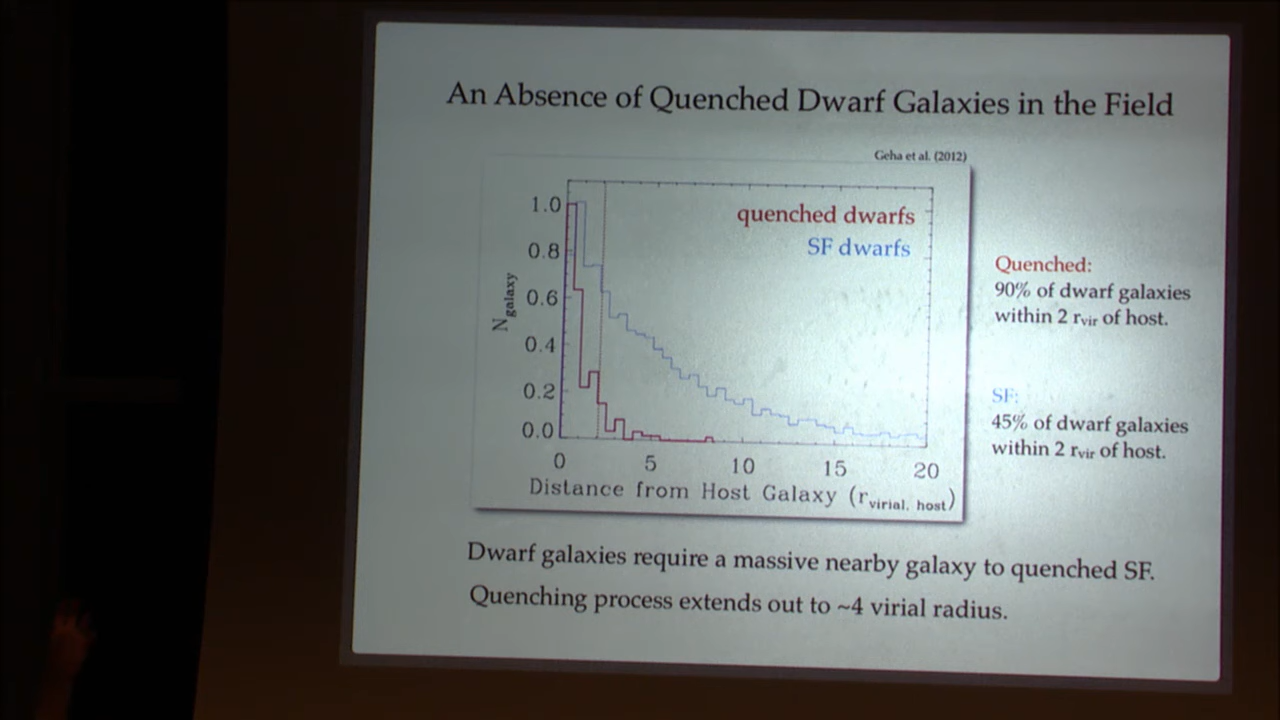 An Absence of Quenched Dwarf Galaxies in the Field
Geha et al. (2012)
quenched dwarfs
SF dwarfs
1.0
0.8
0.6
0.4
0.2
0.0
Ngalaxy
0 5 10 15 20
Distance from Host Galaxy (rvirial, host)
Quenched:
90% of dwarf galaxies
within 2 rvir of host.
SF:
45% of dwarf galaxies
within 2 rvir of host.
Dwarf galaxies require a massive nearby galaxy to quenched SF.
Quenching process extends out to ~4 virial radius.